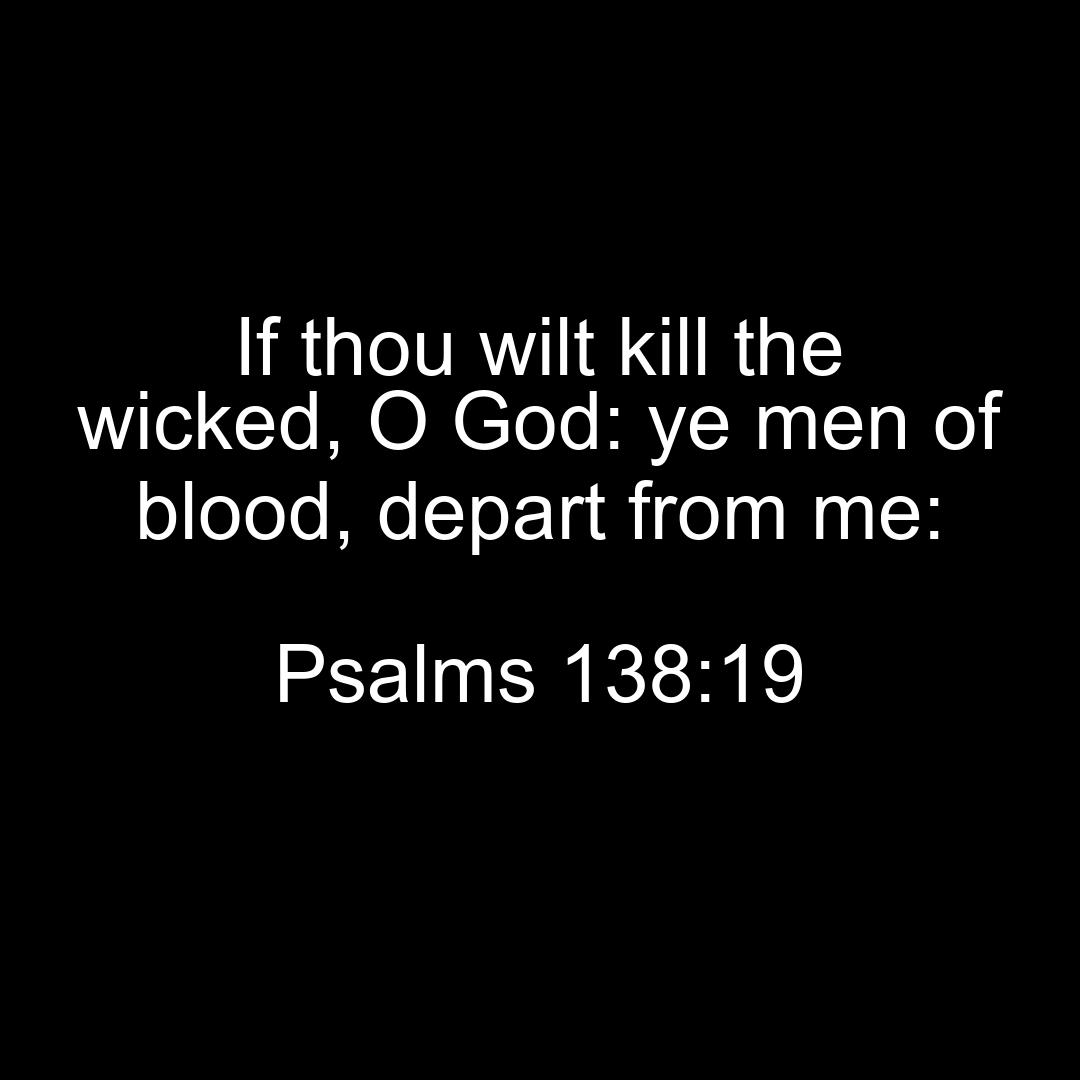 If thou wilt kill the
wicked, O God: ye men of
blood, depart from me:
Psalms 138:19